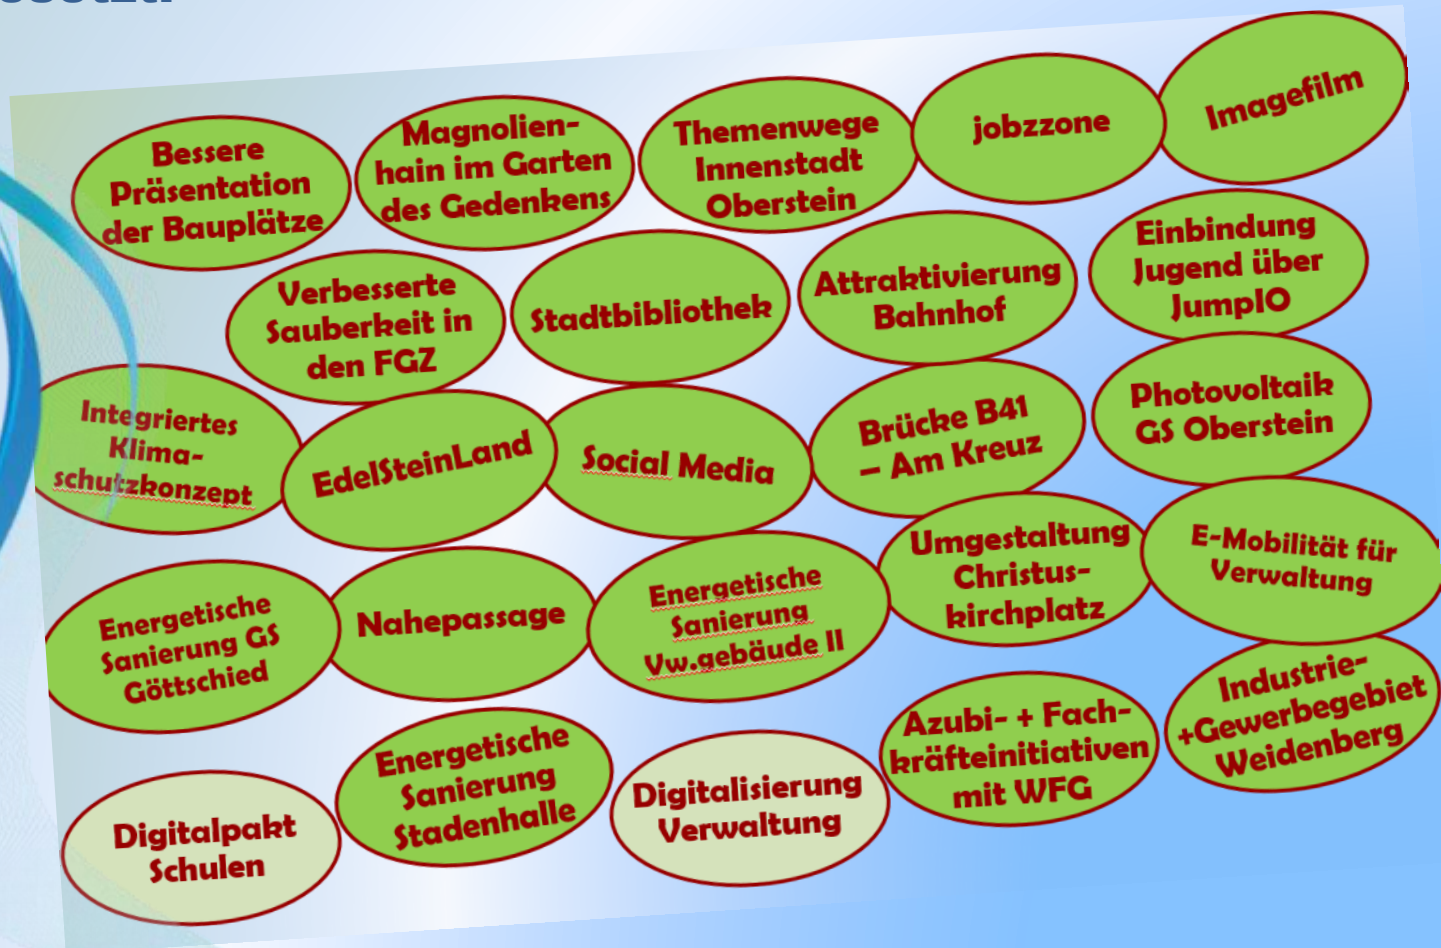 Bessere
Präsentation
der Bauplätze
Magnolien-
hain im Garten
des Gedenkens
Themenwege
Innenstadt
Oberstein
jobzzone
Imagefilm
Verbesserte
Sauberkeit in
den FGZ
Stadtbibliothek
Attraktivierung
Bahnhof
Einbindung
Jugend über
JumpIO
Integriertes
Klima-
schutzkonzept
EdelSteinLand
Social Media
Brücke B41
– Am Kreuz
Photovoltaik
GS Oberstein
Energetische
Sanierung GS
Göttschied
Nahepassage
Energetische
Sanierung
Vw.gebäude II
Umgestaltung
Christus-
kirchplatz
E-Mobilität für
Verwaltung
Digitalpakt
Schulen
Energetische
Sanierung
Stadenhalle
Digitalisierung
Verwaltung
Azubi- + Fach-
kräfteinitiativen
mit WFG
Industrie-
+Gewerbegebiet
Weidenberg